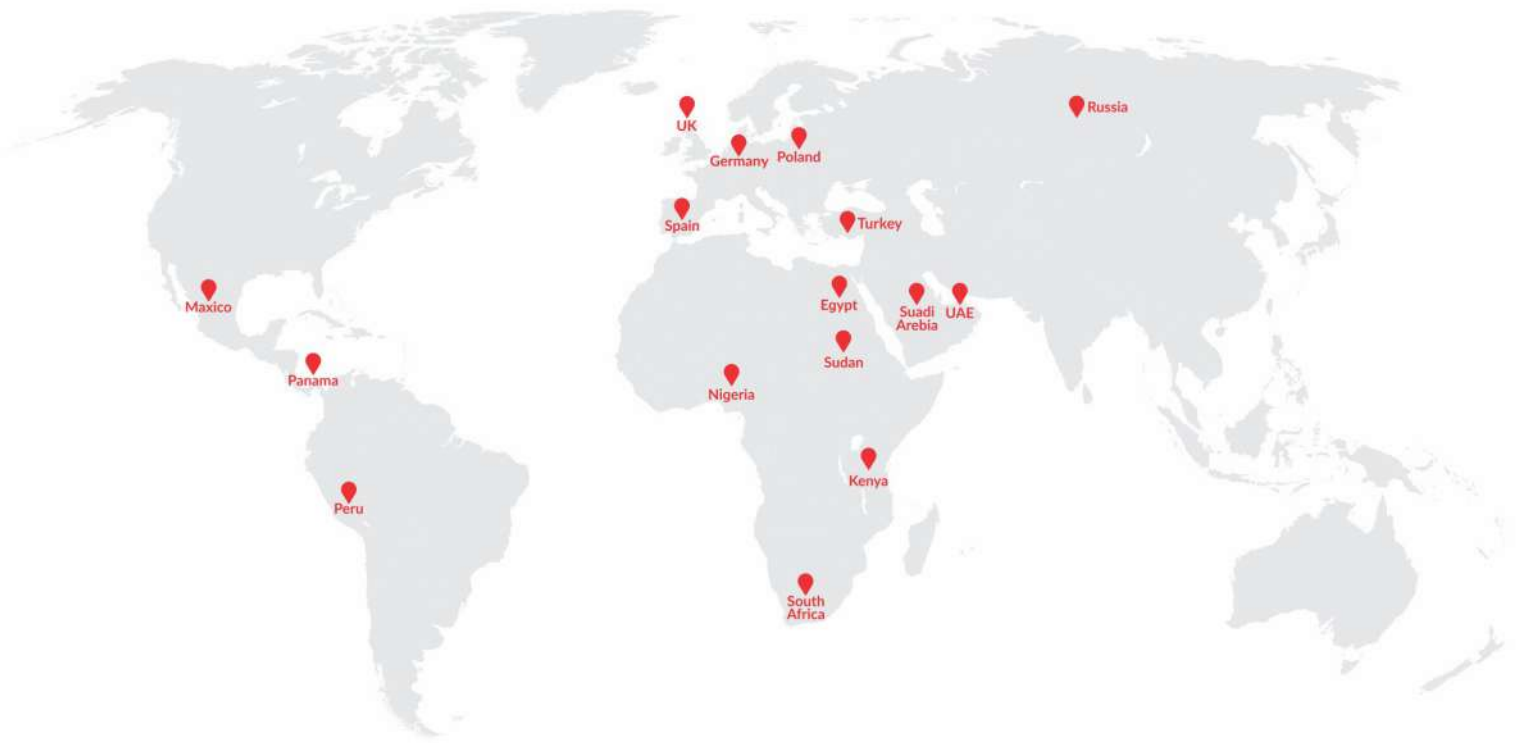 Russia
UK
Germany
Poland
Spain
Turkey
Maxico
Egypt
Suadi
Arebia
UAE
Sudan
Panama
Nigeria
Kenya
Peru
South
Africa